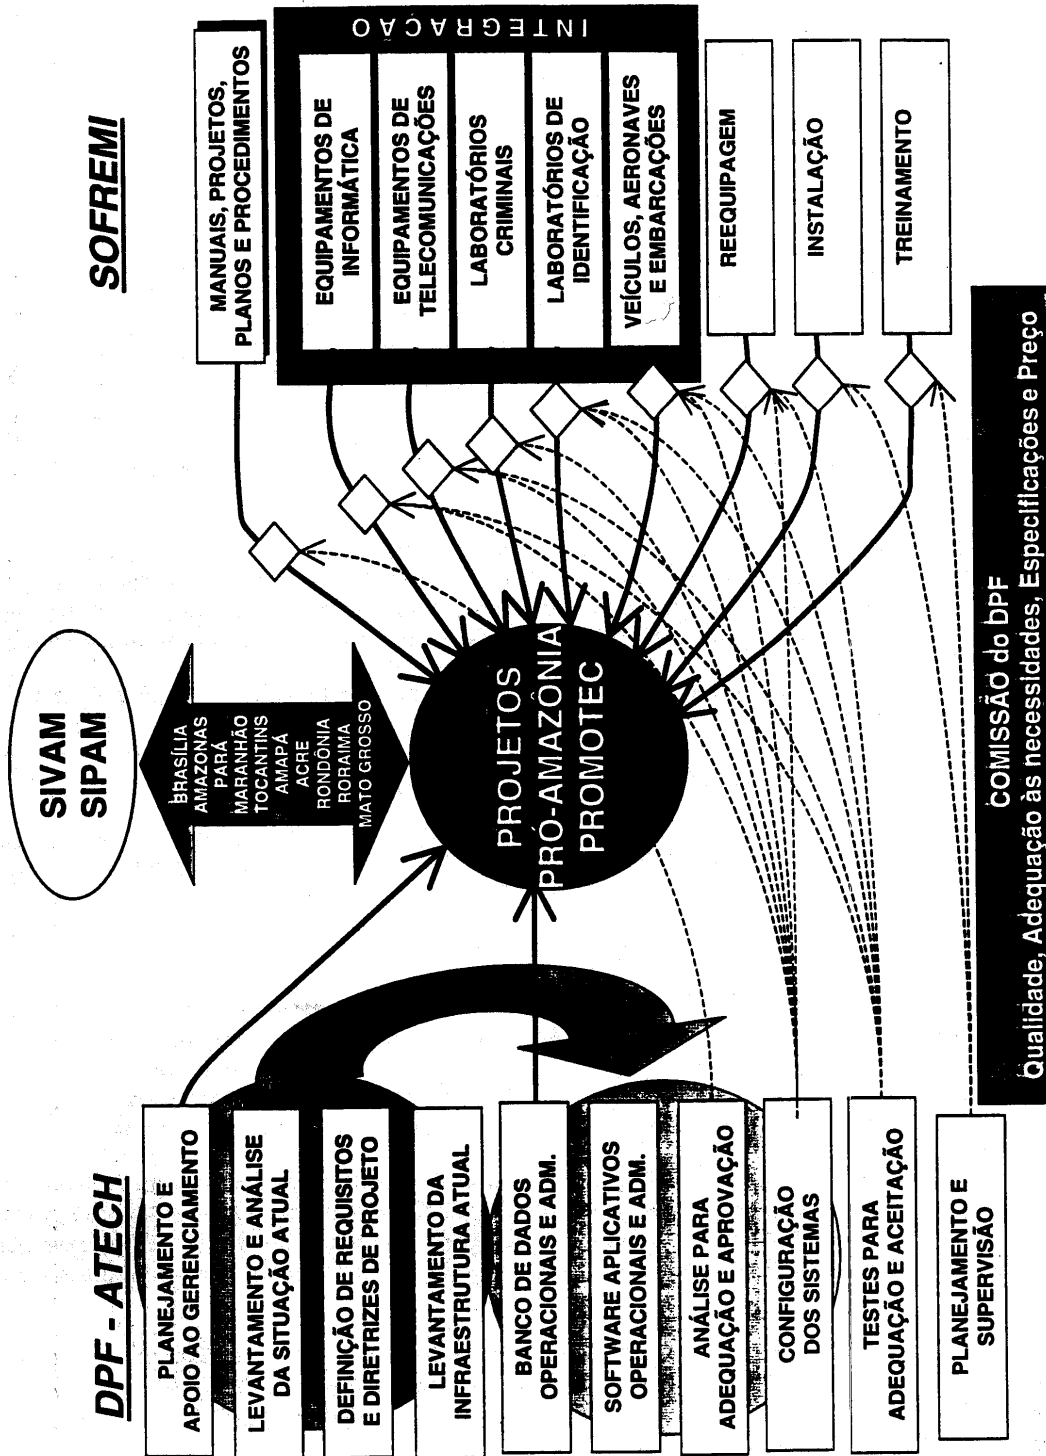 DPF - ATECH
PLANEJAMENTO E
APOIO AO GERENCIAMENTO
LEVANTAMENTO E ANÁLISE
DA SITUAÇÃO ATUAL
DEFINIÇÃO DE REQUISITOS
E DIRETRIZES DE PROJETO
LEVANTAMENTO DA
INFRAESTRUTURA ATUAL
BANCO DE DADOS
OPERACIONAIS E ADM.
SOFTWARE APLICATIVOS
OPERACIONAIS E ADM.
ANÁLISE PARA
ADEQUAÇÃO E APROVAÇÃO
CONFIGURAÇÃO
DOS SISTEMAS
TESTES PARA
ADEQUAÇÃO E ACEITAÇÃO
PLANEJAMENTO E
SUPERVISÃO
SIVAM
SIPAM
BRASÍLIA
AMAZONAS
PARÁ
MARANHÃO
TOCANTINS
AMAPÁ
ACRE
RONDÔNIA
RORAIMA
MATO GROSSO
PROJETOS
PRÓ-AMAZÔNIA
PROMOTEC
SOFREMI
MANUAIS, PROJETOS,
PLANOS E PROCEDIMENTOS
INTEGRAÇAO
EQUIPAMENTOS DE
INFORMÁTICA
EQUIPAMENTOS DE
TELECOMUNICAÇÕES
LABORATÓRIOS
CRIMINAIS
LABORATÓRIOS DE
IDENTIFICAÇÃO
VEÍCULOS, AERONAVES
E EMBARCAÇÕES
REEQUIPAGEM
INSTALAÇÃO
TREINAMENTO
COMISSÃO do DPF
Qualidade, Adequação às necessidades, Especificações e Preço